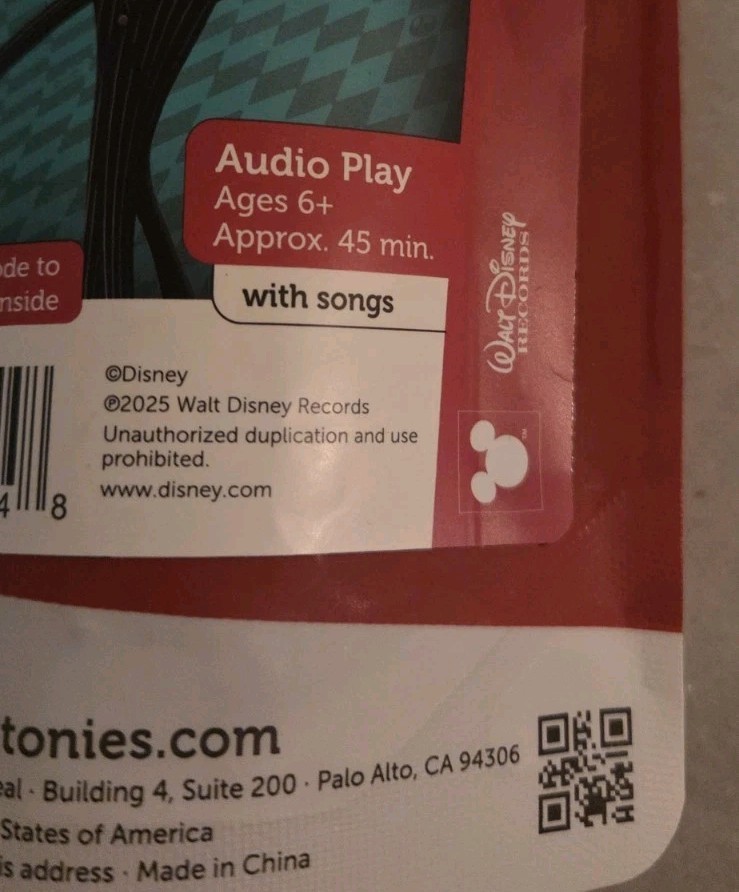 Audio Play
Ages 6+
Approx. 45 min.
with songs
de to
nside
©Disney
℗2025 Walt Disney Records
Unauthorized duplication and use
prohibited.
www.disney.com
4 8
WALT DISNEY
RECORDS
TM
tonies.com
eal · Building 4, Suite 200 · Palo Alto, CA 94306
States of America
is address · Made in China